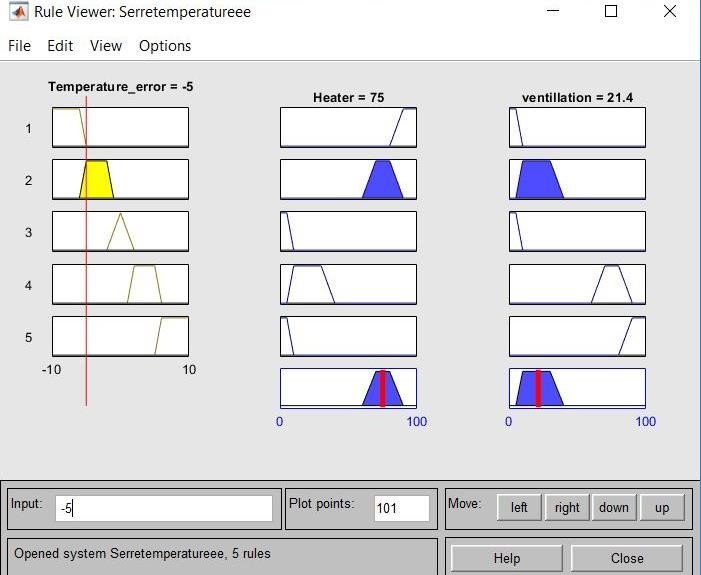 Rule Viewer: Serretemperatureee
File Edit View Options
Temperature_error = -5
Heater = 75
ventillation = 21.4
1
2
3
4
5
-10 10
0 100
0 100
Input: -5
Plot points: 101
Move: left right down up
Opened system Serretemperatureee, 5 rules
Help Close